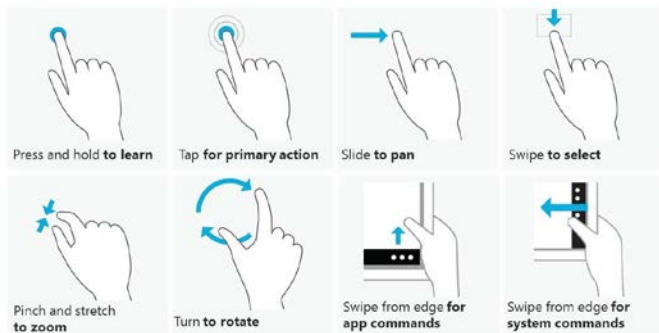 Press and hold to learn
Tap for primary action
Slide to pan
Swipe to select
Pinch and stretch
to zoom
Turn to rotate
Swipe from edge for
app commands
Swipe from edge for
system commands